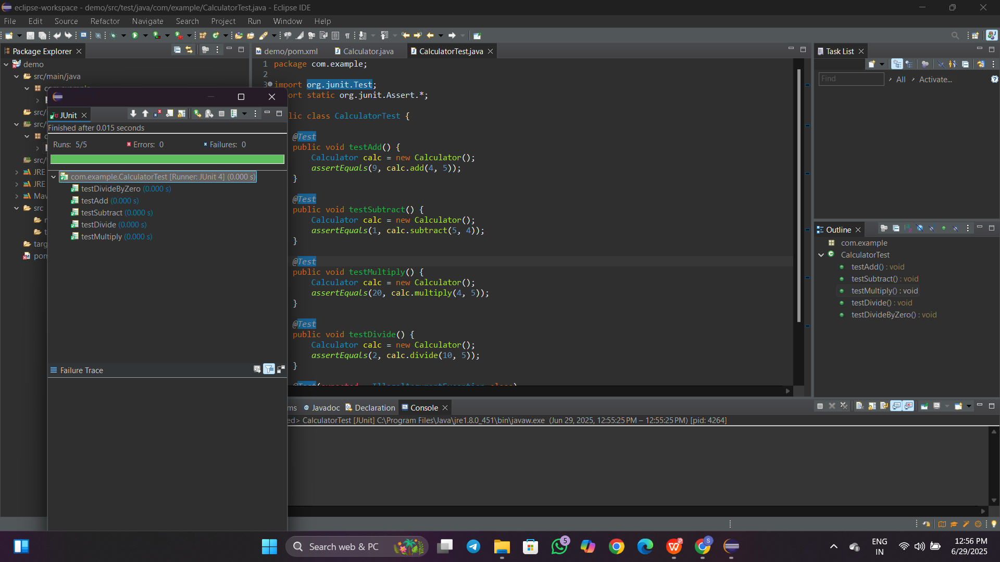 eclipse-workspace - demo/src/test/java/com/example/CalculatorTest.java - Eclipse IDE
File Edit Source Refactor Navigate Search Project Run Window Help
Package Explorer
demo
src/main/java
src/
src/
src/
JRE
JRE
Mav
src
targ
pom
JUnit
Finished after 0.015 seconds
Runs: 5/5 Errors: 0 Failures: 0
com.example.CalculatorTest [Runner: JUnit 4] (0.000 s)
testDivideByZero (0.000 s)
testAdd (0.000 s)
testSubtract (0.000 s)
testDivide (0.000 s)
testMultiply (0.000 s)
Failure Trace
demo/pom.xml Calculator.java CalculatorTest.java
1 package com.example;
2
3 import org.junit.Test;
ort static org.junit.Assert.*;
lic class CalculatorTest {
@Test
public void testAdd() {
Calculator calc = new Calculator();
assertEquals(9, calc.add(4, 5));
}
@Test
public void testSubtract() {
Calculator calc = new Calculator();
assertEquals(1, calc.subtract(5, 4));
}
@Test
public void testMultiply() {
Calculator calc = new Calculator();
assertEquals(20, calc.multiply(4, 5));
}
@Test
public void testDivide() {
Calculator calc = new Calculator();
assertEquals(2, calc.divide(10, 5));
}
@Test(expected = IllegalArgumentException.class)
ms Javadoc Declaration Console
ed> CalculatorTest [JUnit] C:\Program Files\Java\jre1.8.0_451\bin\javaw.exe (Jun 29, 2025, 12:55:25 PM – 12:55:25 PM) [pid: 4264]
Task List
Find All Activate...
Outline
com.example
CalculatorTest
testAdd() : void
testSubtract() : void
testMultiply() : void
testDivide() : void
testDivideByZero() : void
Search web & PC
5
S
ENG
IN
12:56 PM
6/29/2025